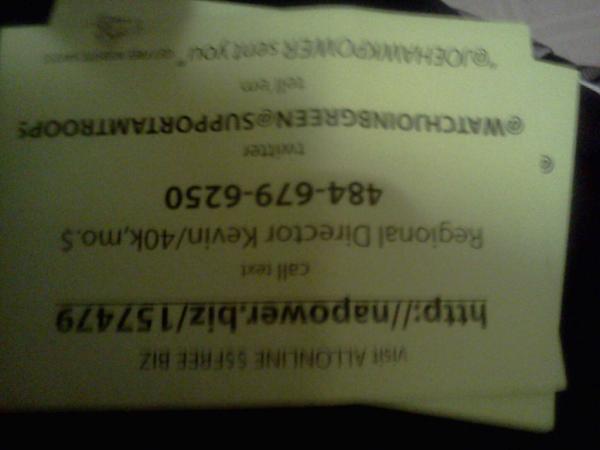 visit ALLONLINE $$FREE BIZ
http://napower.biz/157479
call text
Regional Director Kevin/40k,mo.$
484-679-6250
twitter
@WATCHJOINBGREEN@SUPPORTAMTROOPS
tell'em
"@JOEHAWKPOWER sent you"
@